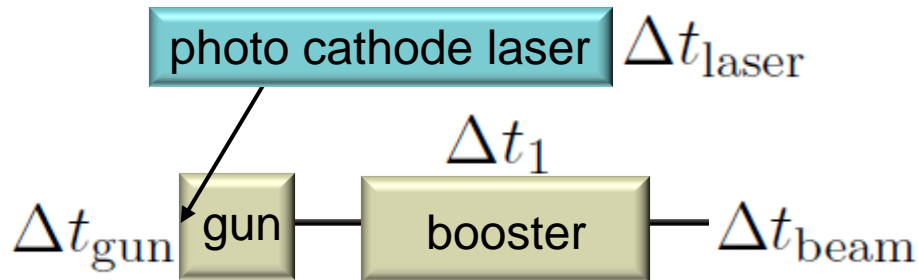 photo cathode laser Δt_laser
Δt_1
Δt_gun gun booster Δt_beam